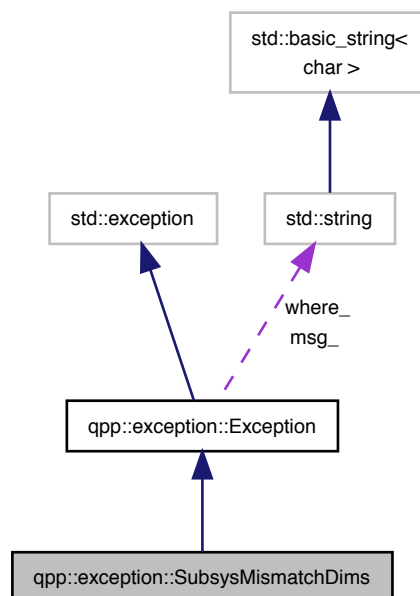 std::basic_string<
char >
std::exception
std::string
where_
msg_
qpp::exception::Exception
qpp::exception::SubsysMismatchDims